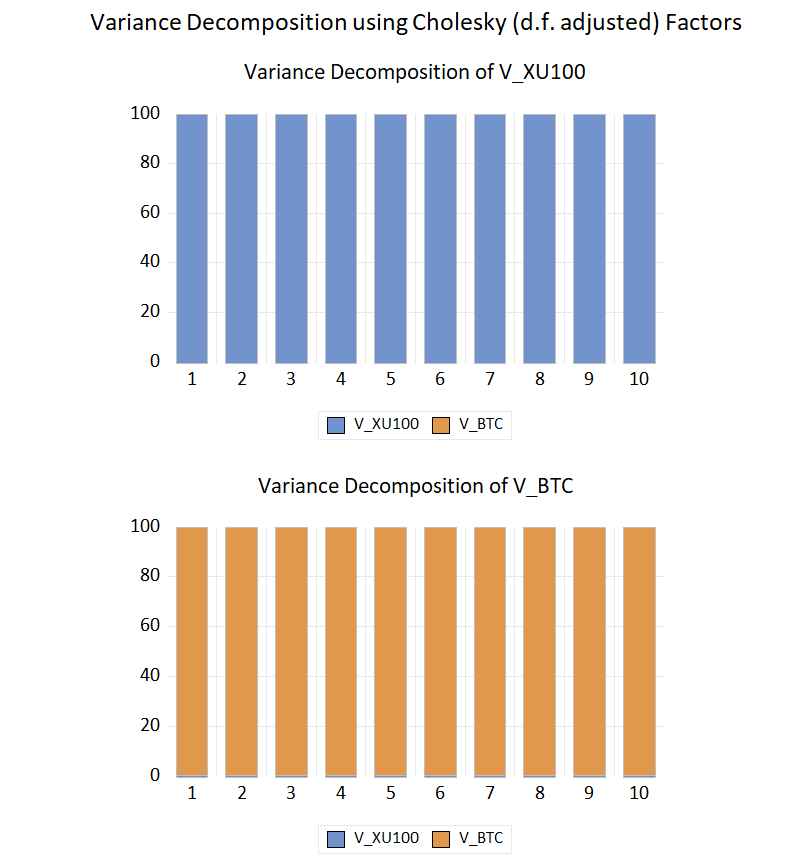 Variance Decomposition using Cholesky (d.f. adjusted) Factors
Variance Decomposition of V_XU100
100
80
60
40
20
0
1 2 3 4 5 6 7 8 9 10
V_XU100 V_BTC
Variance Decomposition of V_BTC
100
80
60
40
20
0
1 2 3 4 5 6 7 8 9 10
V_XU100 V_BTC